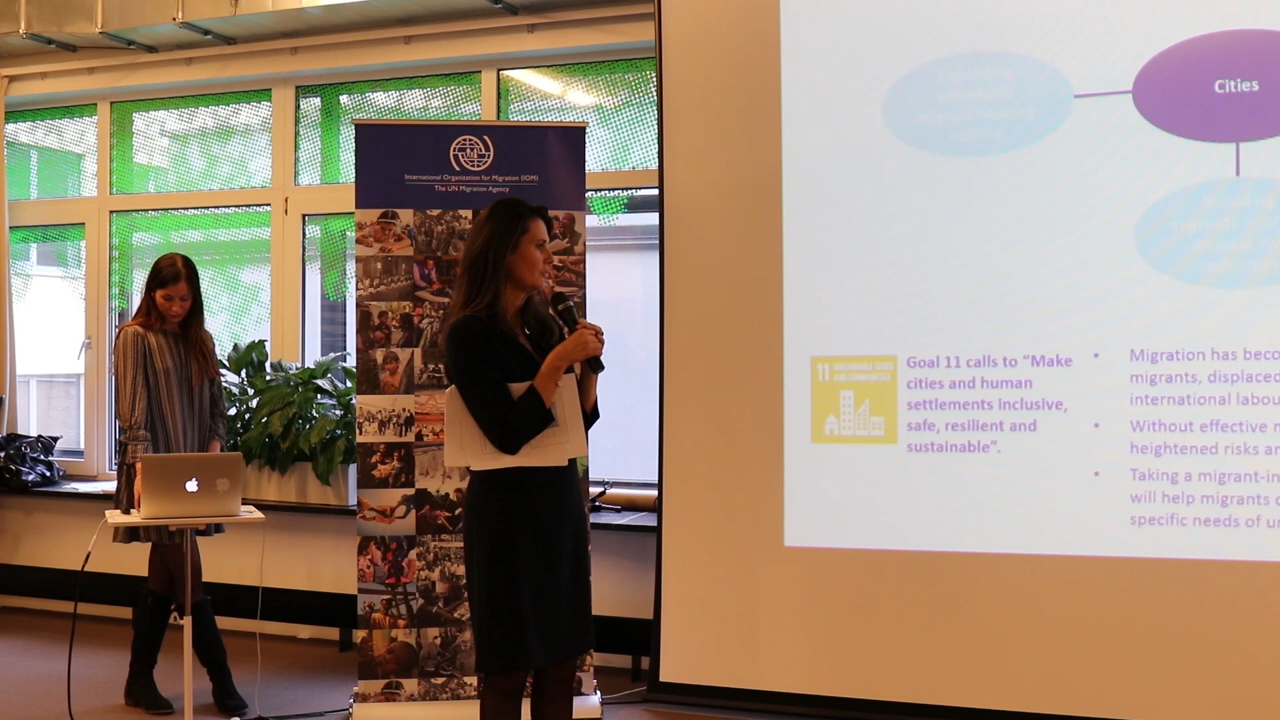 International Organization for Migration (IOM)
The UN Migration Agency
Cities
11
Goal 11 calls to “Make
cities and human
settlements inclusive,
safe, resilient and
sustainable”.
• Migration has beco
migrants, displaced
international labou
• Without effective m
heightened risks an
• Taking a migrant-in
will help migrants
specific needs of ur